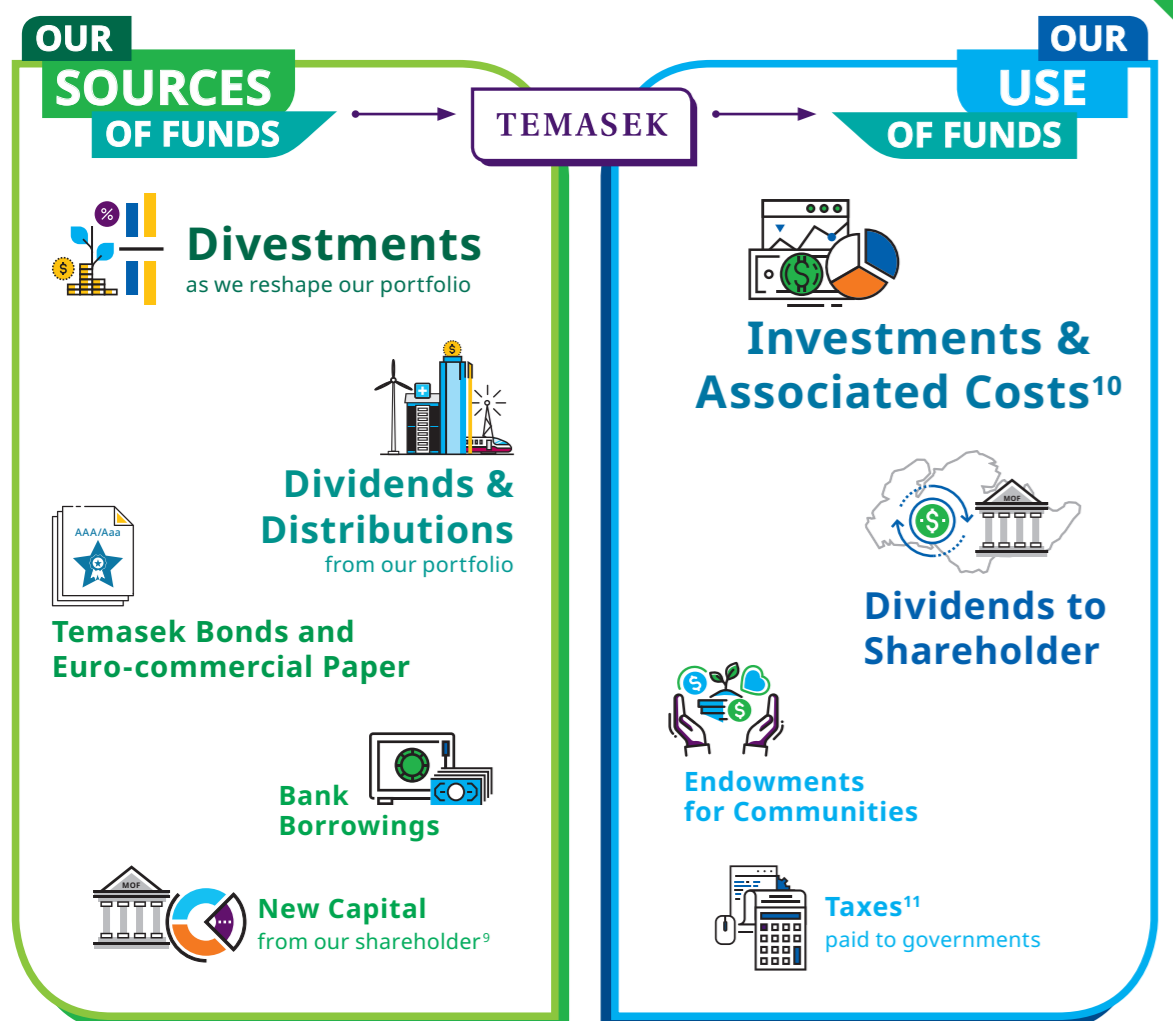 OUR
SOURCES
OF FUNDS
TEMASEK
OUR
USE
OF FUNDS
%
$
Divestments
as we reshape our portfolio
$
Dividends &
Distributions
from our portfolio
AAA/Aaa
Temasek Bonds and
Euro-commercial Paper
Bank
Borrowings
MOF
New Capital
from our shareholder⁹
$
Investments &
Associated Costs¹⁰
$
MOF
Dividends to
Shareholder
$
$
Endowments
for Communities
Taxes¹¹
paid to governments